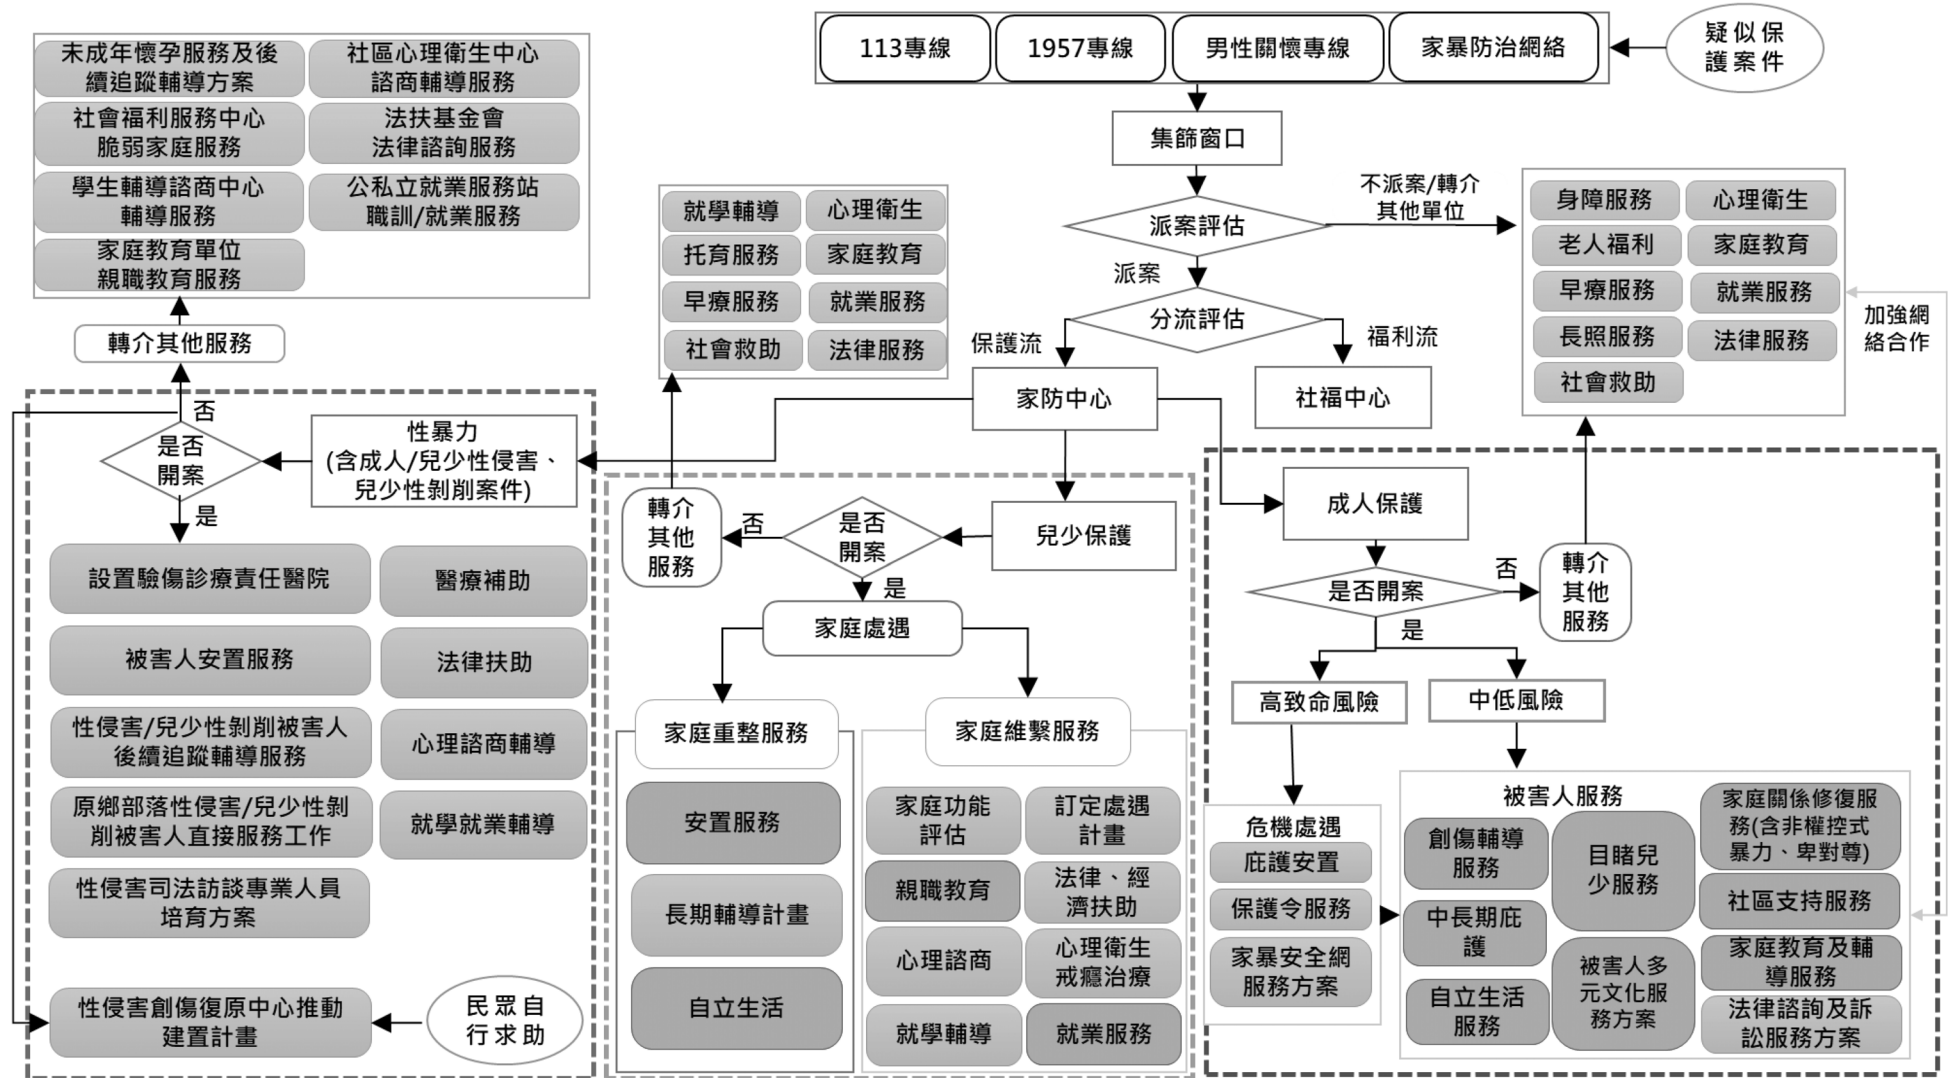 113專線
1957專線
男性關懷專線
家暴防治網絡
疑似保
護案件
集篩窗口
派案評估
不派案/轉介
其他單位
派案
分流評估
保護流
福利流
家防中心
社福中心
身障服務
心理衛生
老人福利
家庭教育
早療服務
就業服務
長照服務
法律服務
社會救助
加強網
絡合作
未成年懷孕服務及後
續追蹤輔導方案
社區心理衛生中心
諮商輔導服務
社會福利服務中心
脆弱家庭服務
法扶基金會
法律諮詢服務
學生輔導諮商中心
輔導服務
公私立就業服務站
職訓/就業服務
家庭教育單位
親職教育服務
轉介其他服務
否
是否
開案
是
性暴力
(含成人/兒少性侵害、
兒少性剝削案件)
設置驗傷診療責任醫院
醫療補助
被害人安置服務
法律扶助
性侵害/兒少性剝削被害人
後續追蹤輔導服務
心理諮商輔導
原鄉部落性侵害/兒少性剝
削被害人直接服務工作
就學就業輔導
性侵害司法訪談專業人員
培育方案
性侵害創傷復原中心推動
建置計畫
民眾自
行求助
就學輔導
心理衛生
托育服務
家庭教育
早療服務
就業服務
社會救助
法律服務
轉介
其他
服務
否
是否
開案
兒少保護
是
家庭處遇
家庭重整服務
安置服務
長期輔導計畫
自立生活
家庭維繫服務
家庭功能
評估
訂定處遇
計畫
親職教育
法律、經
濟扶助
心理諮商
心理衛生
戒癮治療
就學輔導
就業服務
成人保護
是否開案
否
轉介
其他
服務
是
高致命風險
中低風險
危機處遇
庇護安置
保護令服務
家暴安全網
服務方案
被害人服務
創傷輔導
服務
目睹兒
少服務
家庭關係修復服
務(含非權控式
暴力、卑對尊)
中長期庇
護
社區支持服務
自立生活
服務
被害人多
元文化服
務方案
家庭教育及輔
導服務
法律諮詢及訴
訟服務方案